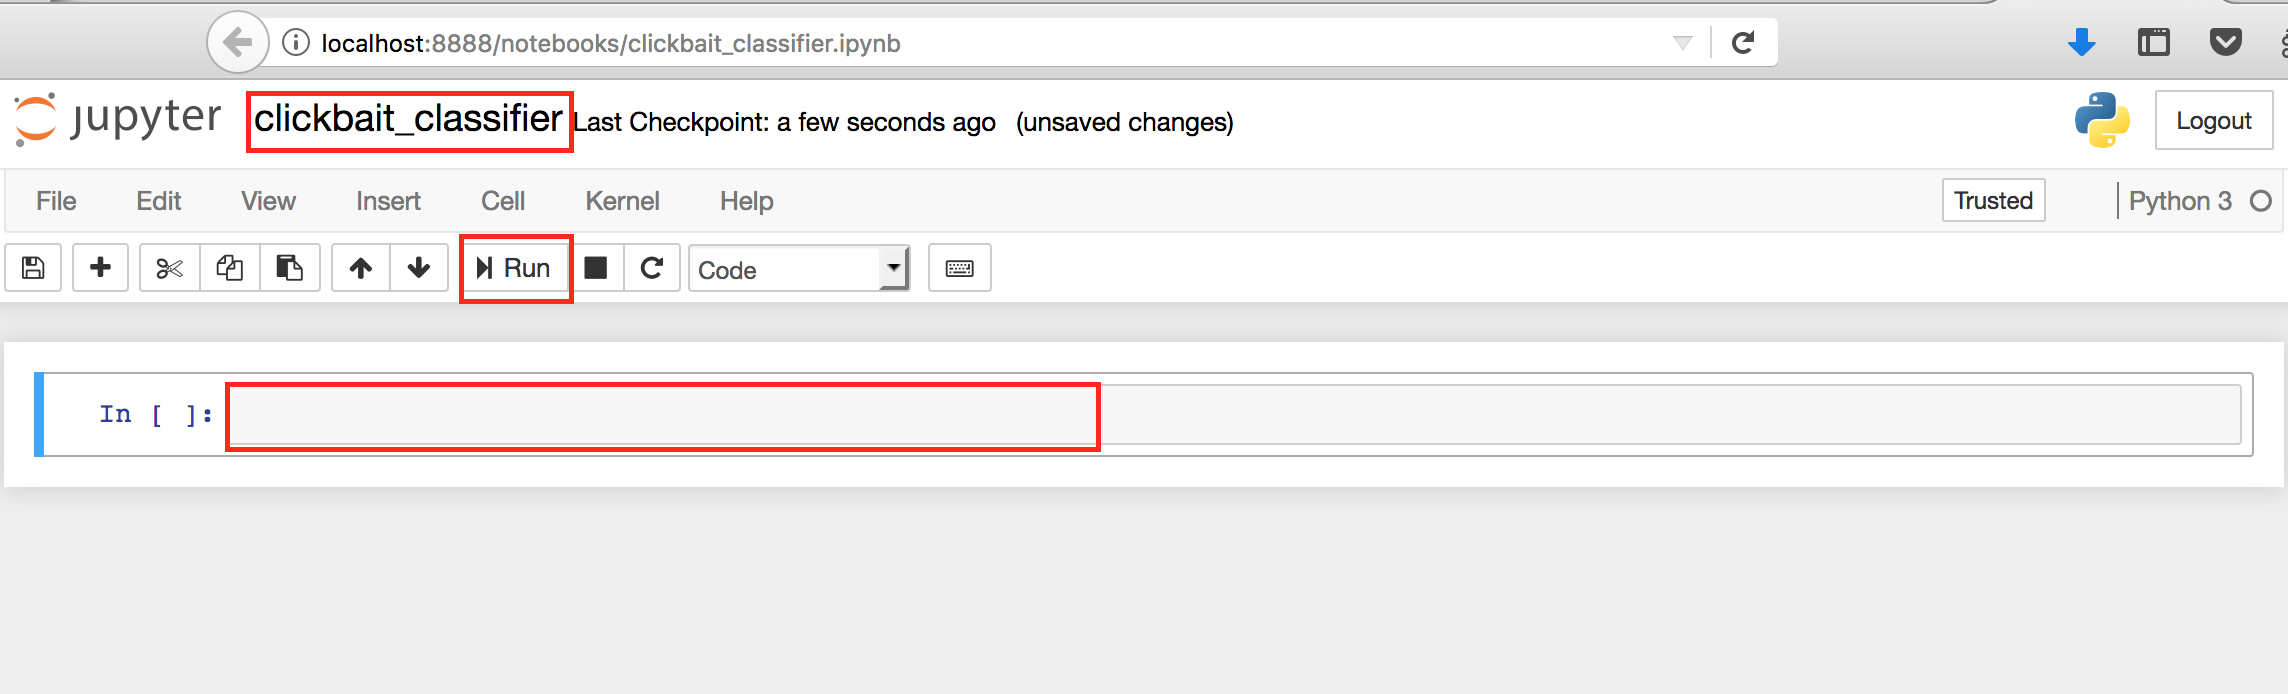 localhost:8888/notebooks/clickbait_classifier.ipynb
jupyter clickbait_classifier Last Checkpoint: a few seconds ago (unsaved changes) Logout
File Edit View Insert Cell Kernel Help Trusted Python 3
Run Code
In [ ]: